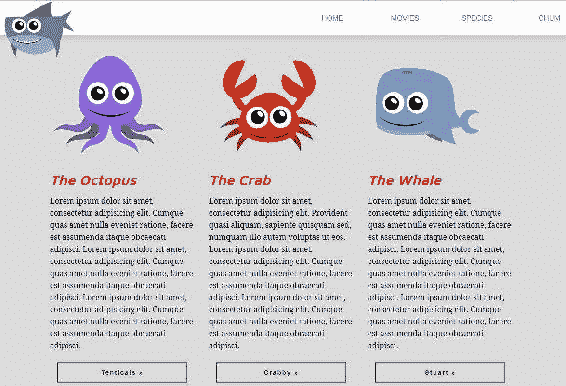 HOME MOVIES SPECIES CHUM
The Octopus
Lorem ipsum dolor sit amet,
consectetur adipisicing elit. Cumque
quas amet nulla eveniet ratione, facere
est assumenda itaque obcaecati
adipisci. Lorem ipsum dolor sit amet,
consectetur adipisicing elit. Cumque
quas amet nulla eveniet ratione, facere
est assumenda itaque obcaecati
adipisci. Lorem ipsum dolor sit amet,
consectetur adipisicing elit. Cumque
quas amet nulla eveniet ratione, facere
est assumenda itaque obcaecati
adipisci.
Tenticals »
The Crab
Lorem ipsum dolor sit amet,
consectetur adipisicing elit. Provident
quasi aliquam, sapiente quisquam sed,
numquam illo autem voluptas ut eos.
Lorem ipsum dolor sit amet,
consectetur adipisicing elit. Cumque
quas amet nulla eveniet ratione, facere
est assumenda itaque obcaecati
adipisci. Lorem ipsum dolor sit amet,
consectetur adipisicing elit. Cumque
quas amet nulla eveniet ratione, facere
est assumenda itaque obcaecati
adipisci.
Crabby »
The Whale
Lorem ipsum dolor sit amet,
consectetur adipisicing elit. Cumque
quas amet nulla eveniet ratione, facere
est assumenda itaque obcaecati
adipisci. Lorem ipsum dolor sit amet,
consectetur adipisicing elit. Cumque
quas amet nulla eveniet ratione, facere
est assumenda itaque obcaecati
adipisci. Lorem ipsum dolor sit amet,
consectetur adipisicing elit. Cumque
quas amet nulla eveniet ratione, facere
est assumenda itaque obcaecati
adipisci.
Stuart »